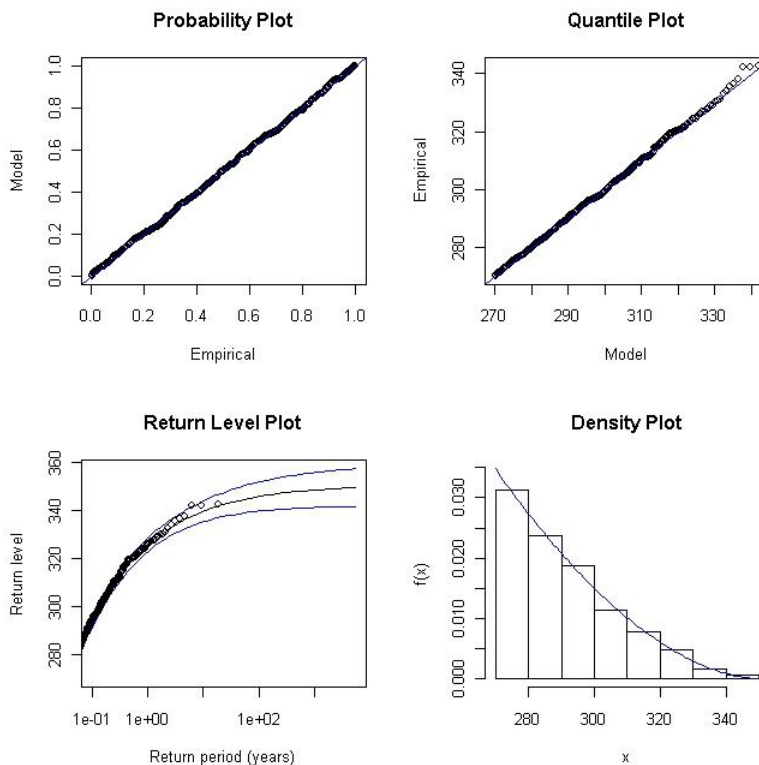 Probability Plot
Model
0.0 0.2 0.4 0.6 0.8 1.0
0.0 0.2 0.4 0.6 0.8 1.0
Empirical
Quantile Plot
Empirical
280 300 320 340
270 290 310 330
Model
Return Level Plot
Return level
280 300 320 340 360
1e-01 1e+00 1e+02
Return period (years)
Density Plot
f(x)
0.000 0.010 0.020 0.030
280 300 320 340
x